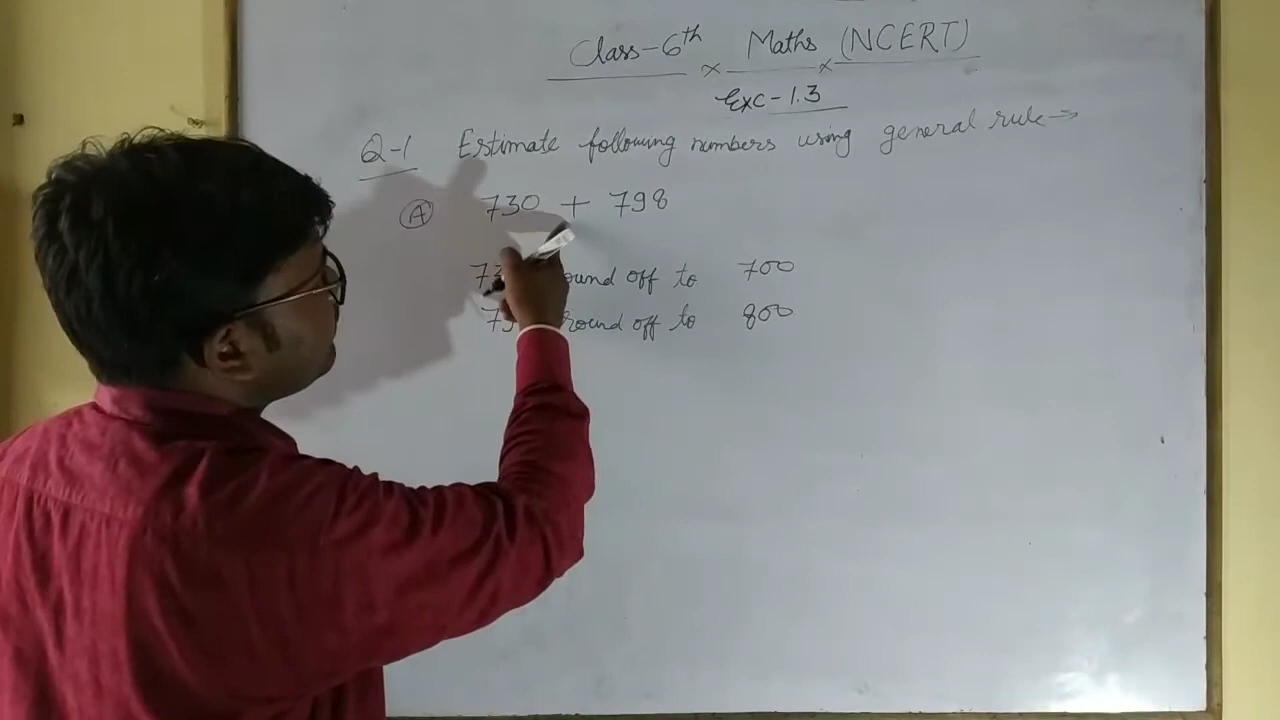 Class-6th Maths (NCERT)
Exc-1.3
Q-1 Estimate following numbers using general rule→
(A) 730 + 798
round off to 700
round off to 800